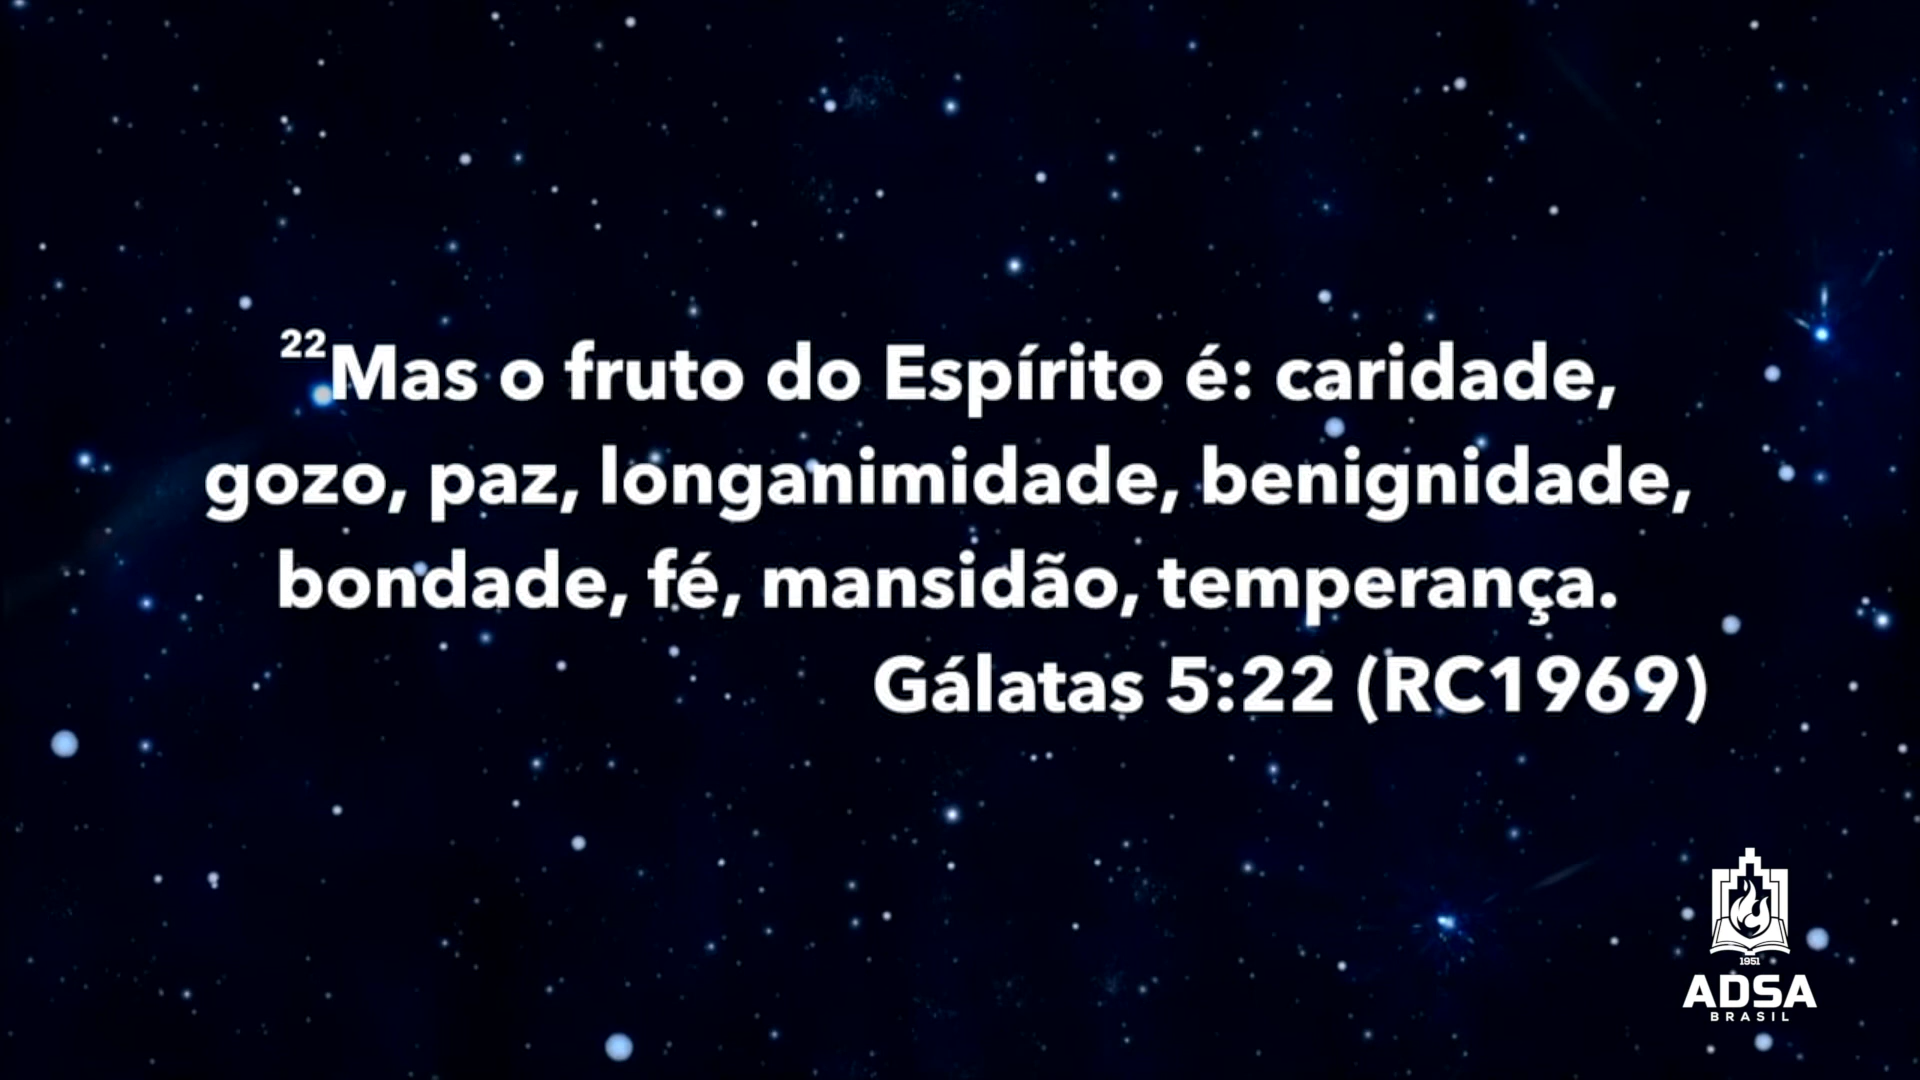 ²²Mas o fruto do Espírito é: caridade,
gozo, paz, longanimidade, benignidade,
bondade, fé, mansidão, temperança.
Gálatas 5:22 (RC1969)
1951
ADSA
BRASIL